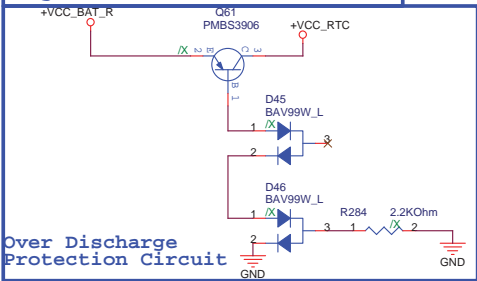 +VCC_BAT_R
Q61
PMBS3906
+VCC_RTC
/X
2
E
C
3
B
1
D45
BAV99W_L
1
/X
3
2
D46
BAV99W_L
1
/X
3
2
R284
2.2KOhm
1
/X
2
GND
GND
Over Discharge
Protection Circuit